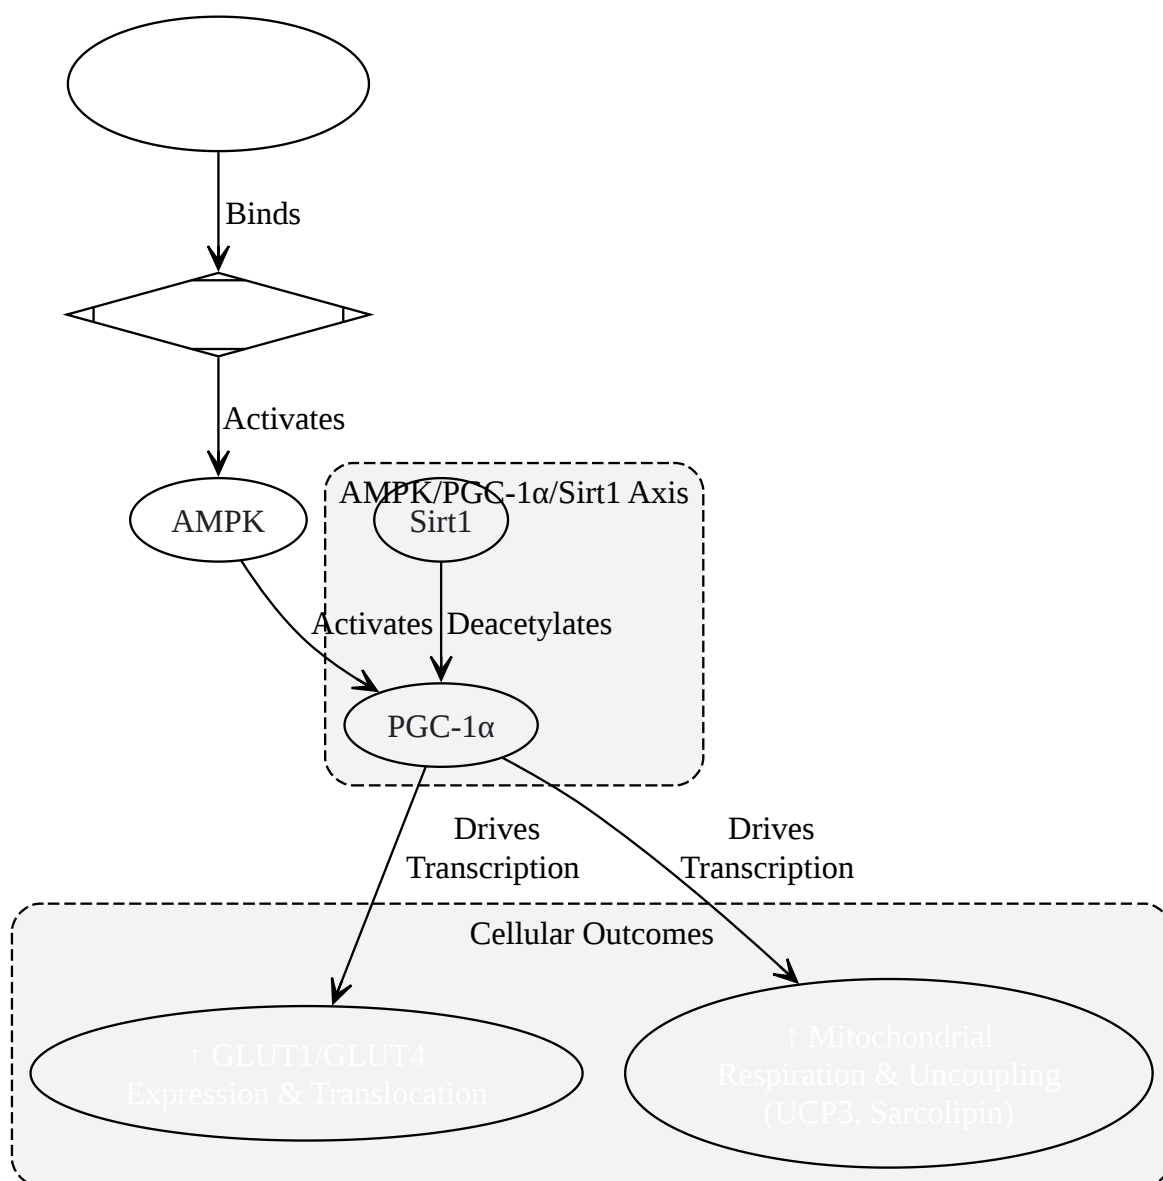 Binds
Activates
AMPK/PGC-1α/Sirt1 Axis
AMPK
Sirt1
Activates
Deacetylates
PGC-1α
Drives
Transcription
Drives
Transcription
Cellular Outcomes
↑ GLUT1/GLUT4
Expression & Translocation
↑ Mitochondrial
Respiration & Uncoupling
(UCP3, Sarcolipin)